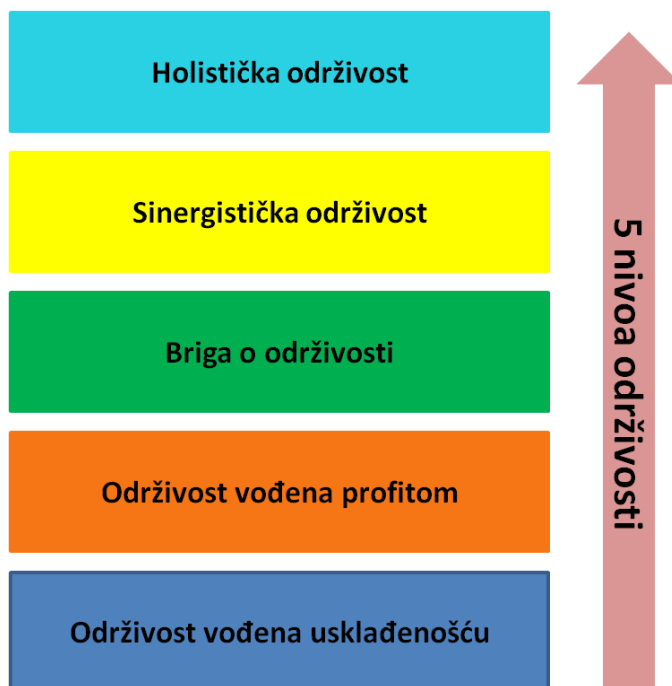 Holistička održivost
Sinergistička održivost
Briga o održivosti
Održivost vođena profitom
Održivost vođena usklađenošću
5 nivoa održivosti